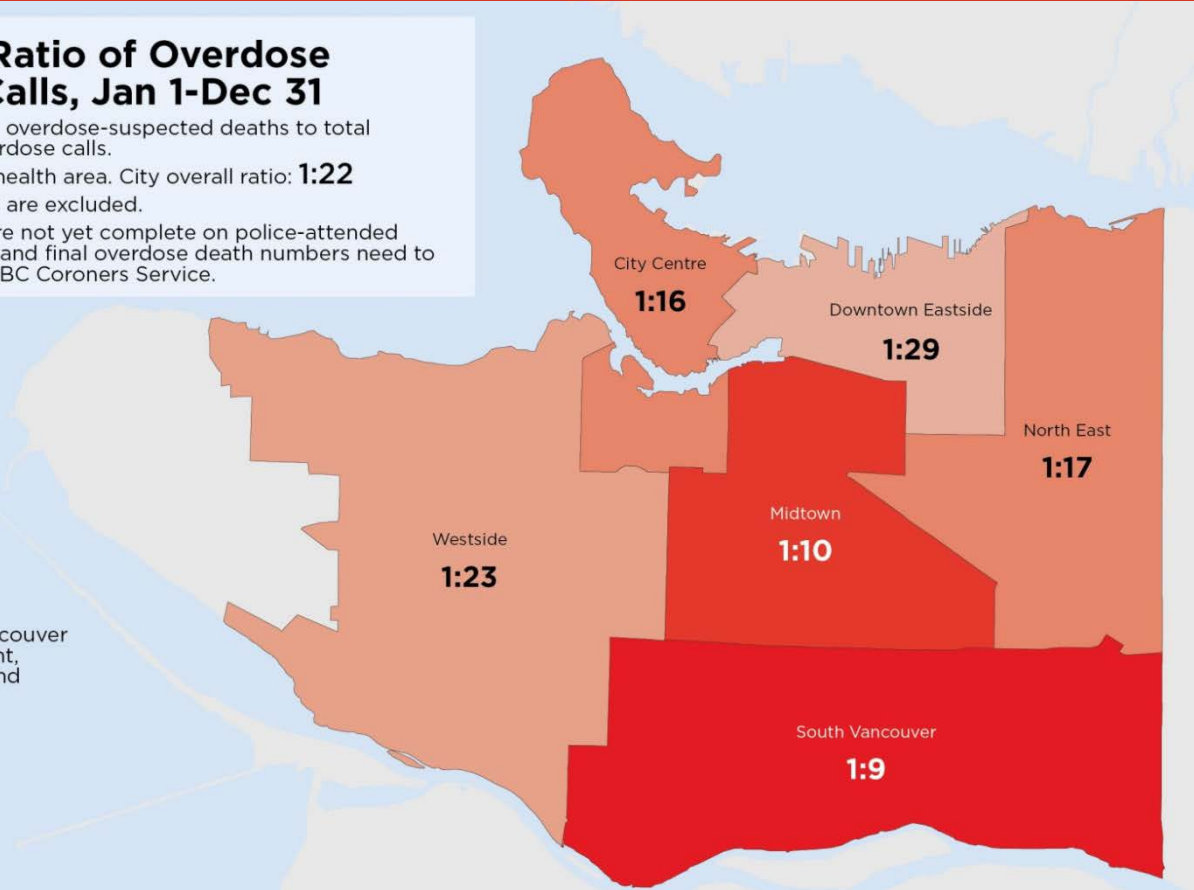 Ratio of Overdose
Calls, Jan 1-Dec 31
overdose-suspected deaths to total
rdose calls.
health area. City overall ratio: 1:22
are excluded.
re not yet complete on police-attended
and final overdose death numbers need to
BC Coroners Service.
City Centre
1:16
Downtown Eastside
1:29
North East
1:17
Midtown
1:10
Westside
1:23
couver
nt,
nd
South Vancouver
1:9